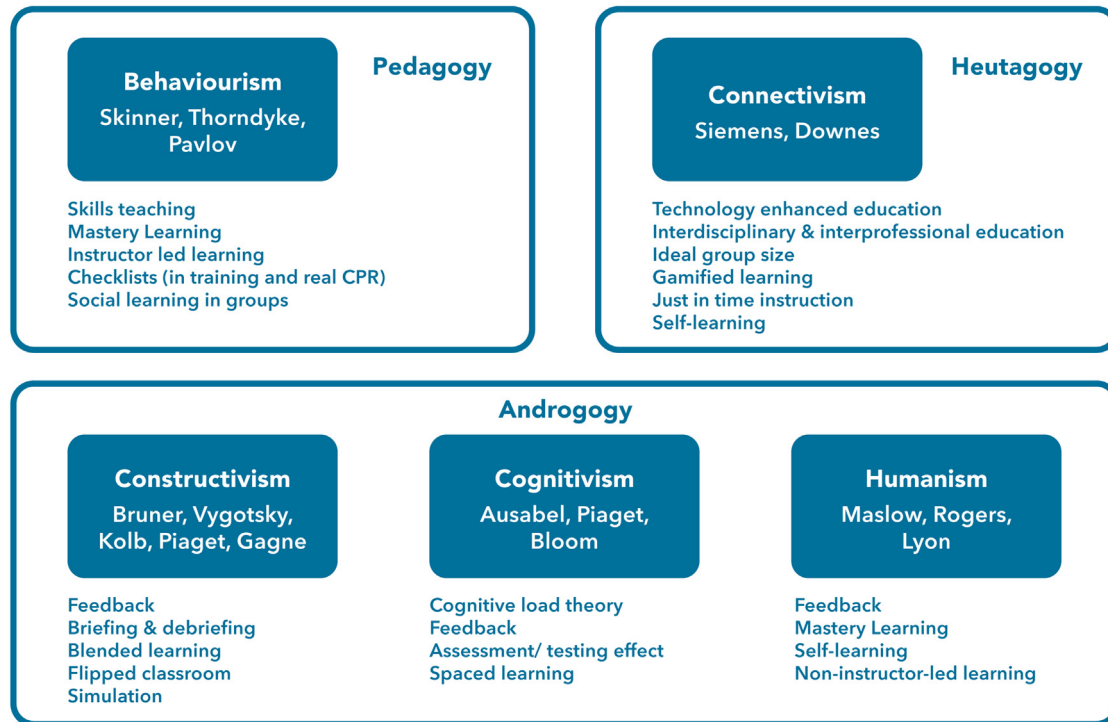 Pedagogy
Behaviourism
Skinner, Thorndyke,
Pavlov
Skills teaching
Mastery Learning
Instructor led learning
Checklists (in training and real CPR)
Social learning in groups
Heutagogy
Connectivism
Siemens, Downes
Technology enhanced education
Interdisciplinary & interprofessional education
Ideal group size
Gamified learning
Just in time instruction
Self-learning
Androgogy
Constructivism
Bruner, Vygotsky,
Kolb, Piaget, Gagne
Feedback
Briefing & debriefing
Blended learning
Flipped classroom
Simulation
Cognitivism
Ausabel, Piaget,
Bloom
Cognitive load theory
Feedback
Assessment/ testing effect
Spaced learning
Humanism
Maslow, Rogers,
Lyon
Feedback
Mastery Learning
Self-learning
Non-instructor-led learning